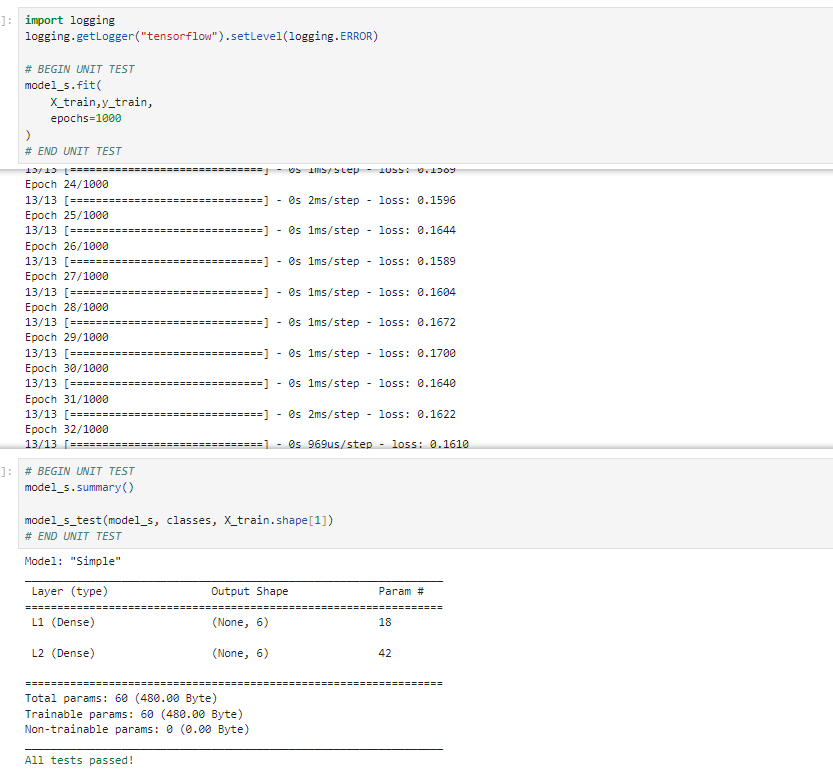 ]:
import logging
logging.getLogger("tensorflow").setLevel(logging.ERROR)
# BEGIN UNIT TEST
model_s.fit(
X_train,y_train,
epochs=1000
)
# END UNIT TEST
13/13 [==============================] - 0s 1ms/step - loss: 0.1589
Epoch 24/1000
13/13 [==============================] - 0s 2ms/step - loss: 0.1596
Epoch 25/1000
13/13 [==============================] - 0s 1ms/step - loss: 0.1644
Epoch 26/1000
13/13 [==============================] - 0s 1ms/step - loss: 0.1589
Epoch 27/1000
13/13 [==============================] - 0s 1ms/step - loss: 0.1604
Epoch 28/1000
13/13 [==============================] - 0s 1ms/step - loss: 0.1672
Epoch 29/1000
13/13 [==============================] - 0s 1ms/step - loss: 0.1700
Epoch 30/1000
13/13 [==============================] - 0s 1ms/step - loss: 0.1640
Epoch 31/1000
13/13 [==============================] - 0s 2ms/step - loss: 0.1622
Epoch 32/1000
13/13 [==============================] - 0s 969us/step - loss: 0.1610
]:
# BEGIN UNIT TEST
model_s.summary()
model_s_test(model_s, classes, X_train.shape[1])
# END UNIT TEST
Model: "Simple"
_________________________________________________________________
Layer (type) Output Shape Param #
=================================================================
L1 (Dense) (None, 6) 18
L2 (Dense) (None, 6) 42
=================================================================
Total params: 60 (480.00 Byte)
Trainable params: 60 (480.00 Byte)
Non-trainable params: 0 (0.00 Byte)
_________________________________________________________________
All tests passed!